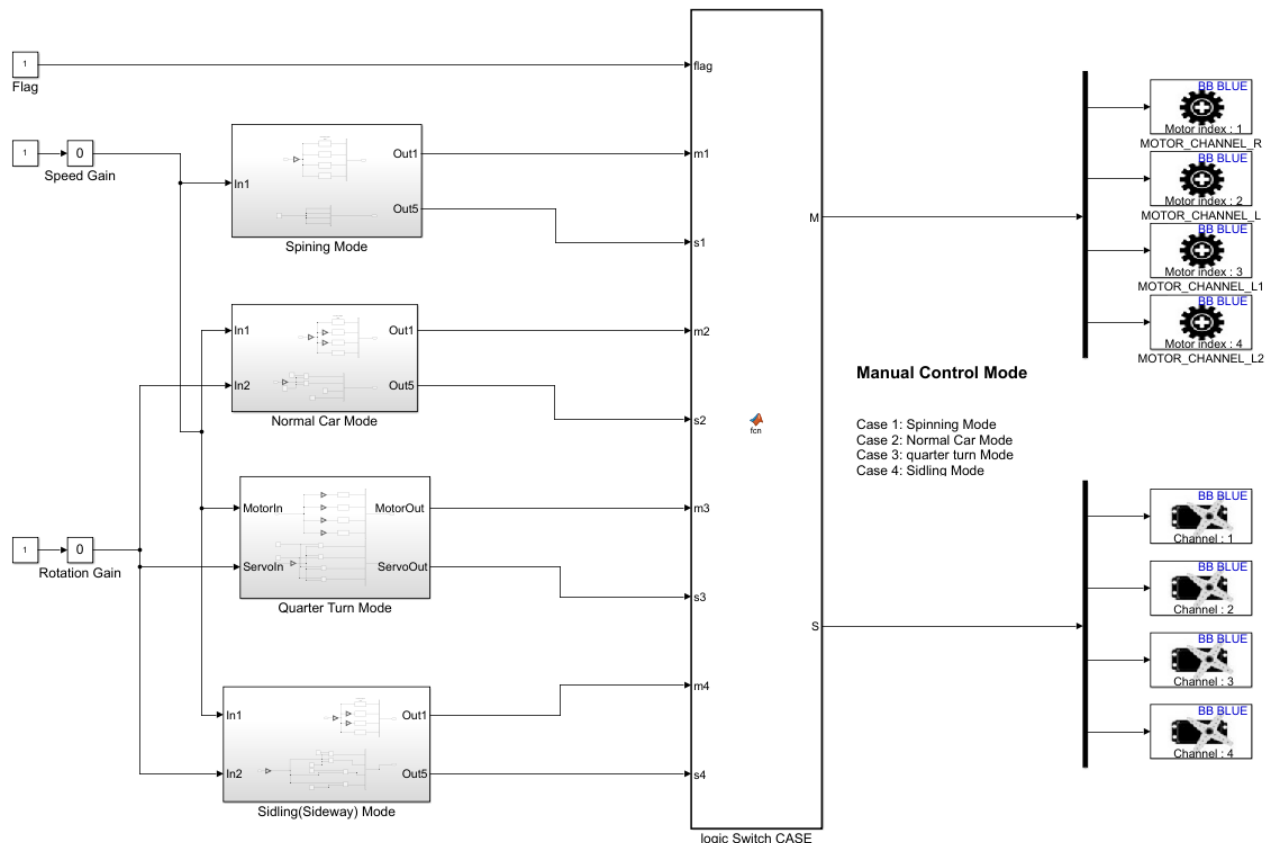 1
Flag
flag
1
0
Speed Gain
In1
Out1
Out5
Spining Mode
m1
s1
In1
In2
Out1
Out5
Normal Car Mode
m2
s2
MotorIn
ServoIn
MotorOut
ServoOut
Quarter Turn Mode
m3
s3
1
0
Rotation Gain
In1
In2
Out1
Out5
Sidling(Sideway) Mode
m4
s4
fcn
M
S
logic Switch CASE
Manual Control Mode
Case 1: Spinning Mode
Case 2: Normal Car Mode
Case 3: quarter turn Mode
Case 4: Sidling Mode
BB BLUE
Motor index : 1
MOTOR_CHANNEL_R
BB BLUE
Motor index : 2
MOTOR_CHANNEL_L
BB BLUE
Motor index : 3
MOTOR_CHANNEL_L1
BB BLUE
Motor index : 4
MOTOR_CHANNEL_L2
BB BLUE
Channel : 1
BB BLUE
Channel : 2
BB BLUE
Channel : 3
BB BLUE
Channel : 4